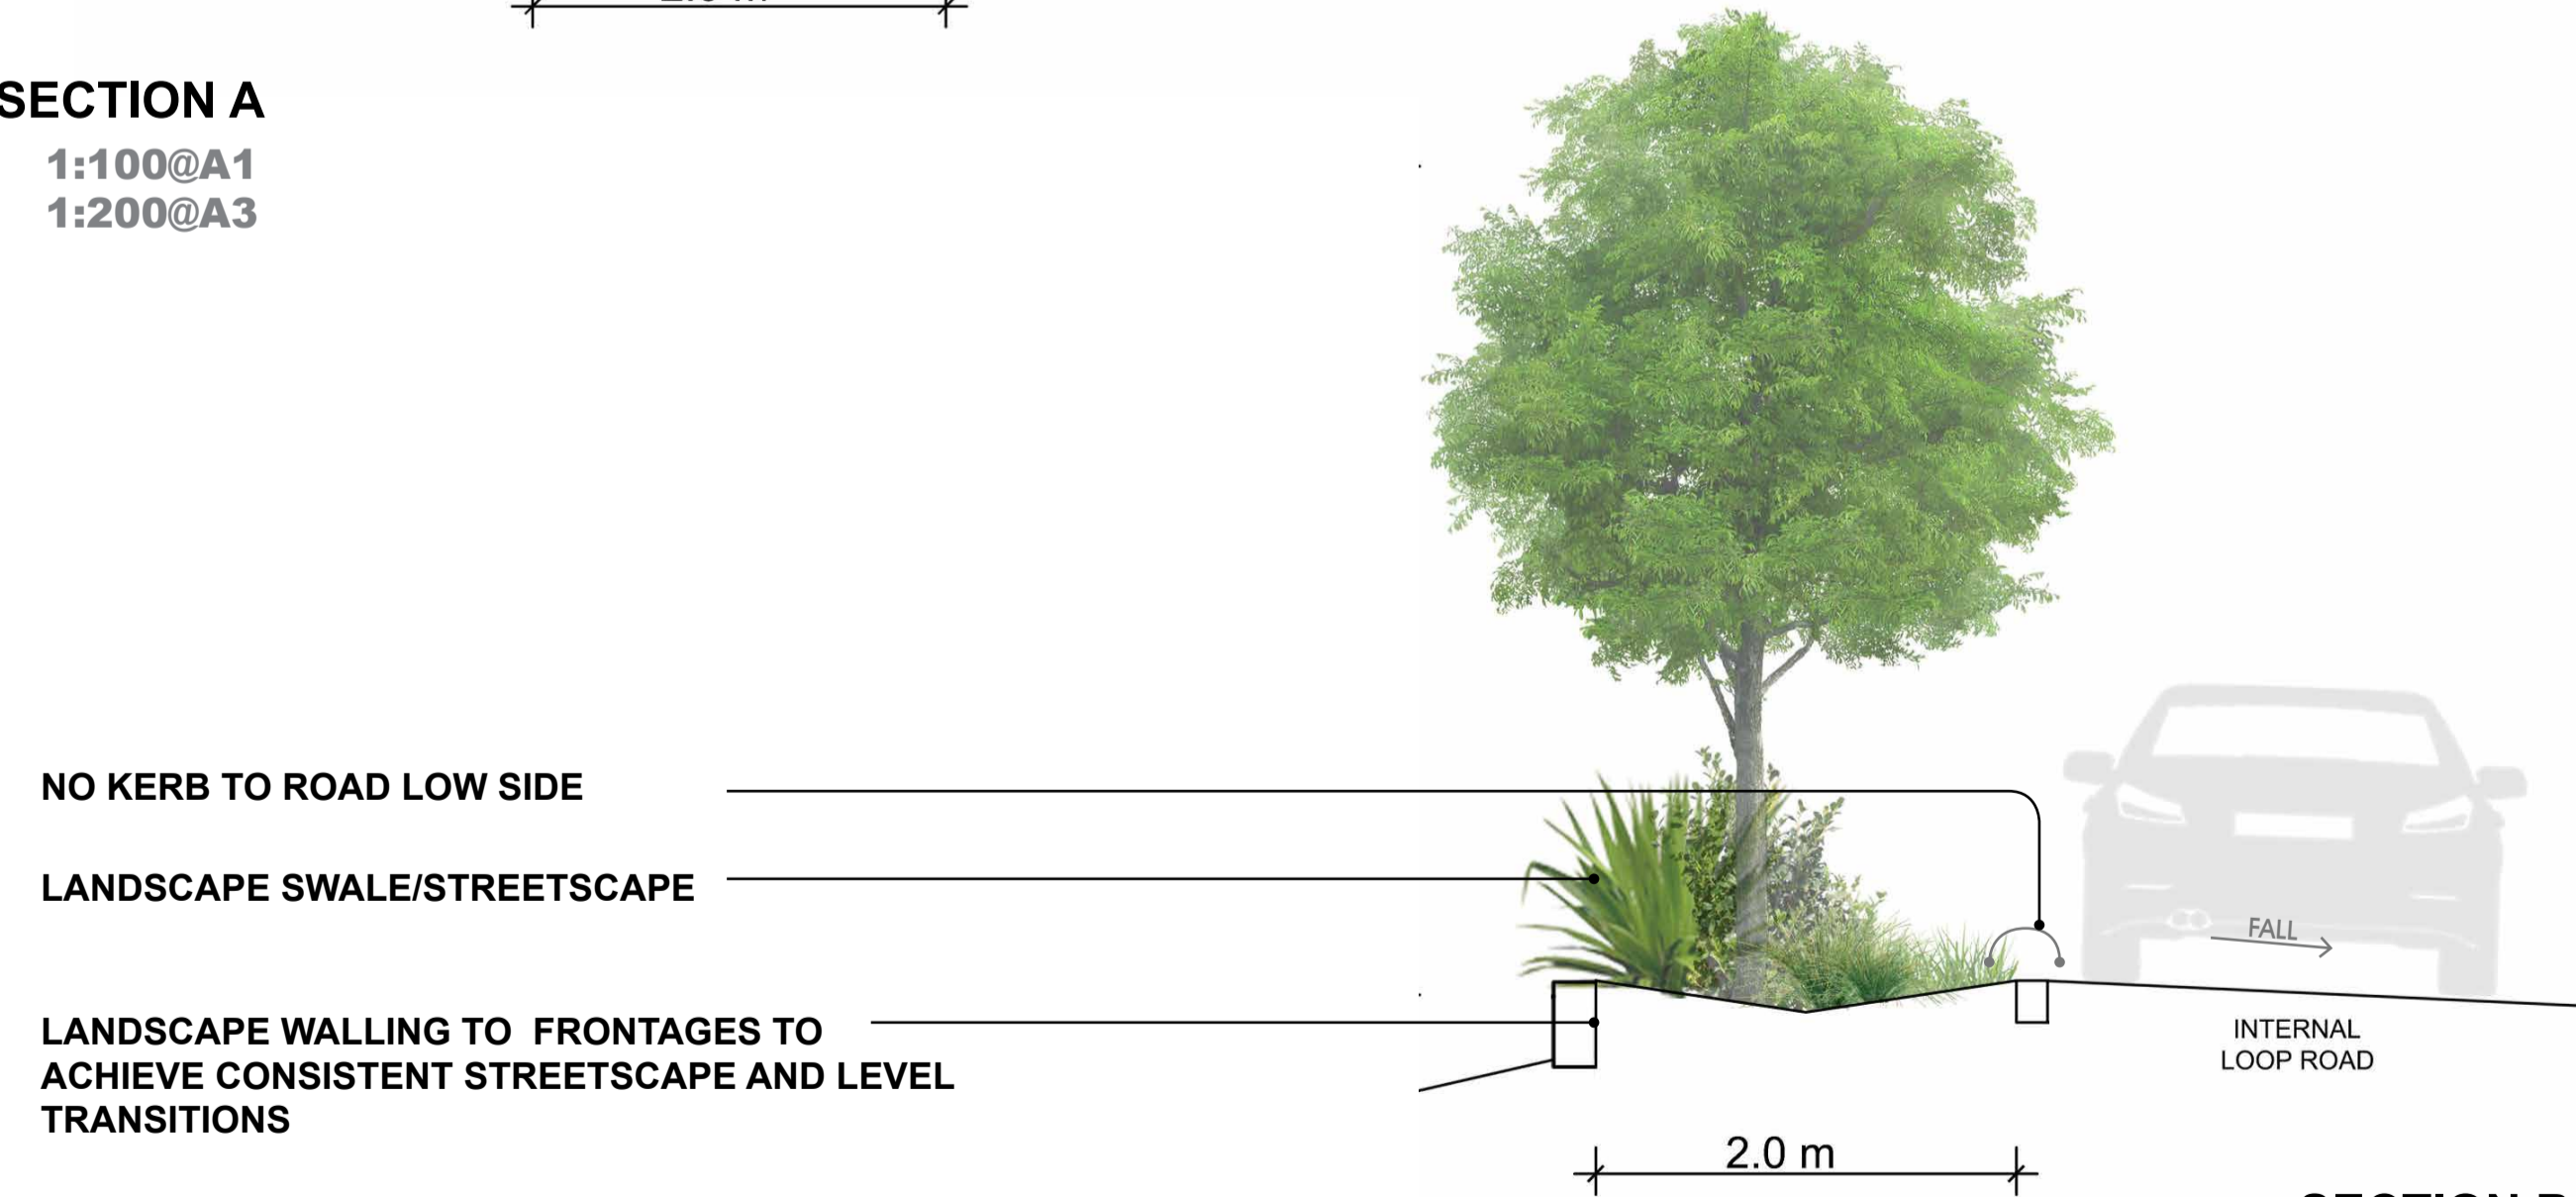 SECTION A
1:100@A1
1:200@A3
NO KERB TO ROAD LOW SIDE
LANDSCAPE SWALE/STREETSCAPE
LANDSCAPE WALLING TO FRONTAGES TO
ACHIEVE CONSISTENT STREETSCAPE AND LEVEL
TRANSITIONS
FALL
INTERNAL
LOOP ROAD
2.0 m